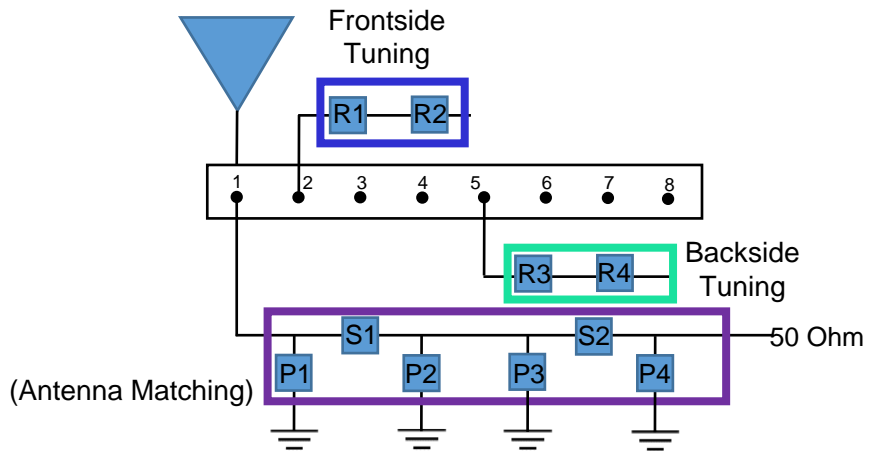 Frontside
Tuning
R1 R2
1 2 3 4 5 6 7 8
R3 R4
Backside
Tuning
S1 S2
50 Ohm
P1 P2 P3 P4
(Antenna Matching)